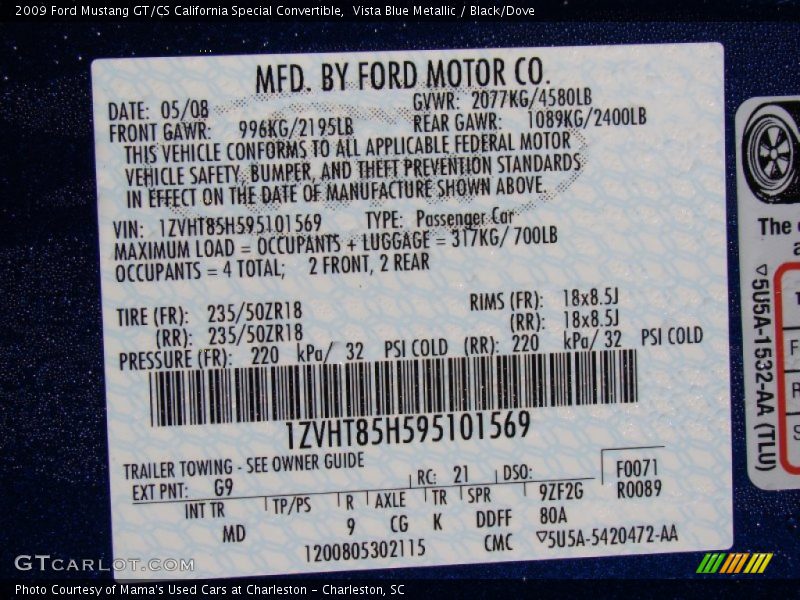 2009 Ford Mustang GT/CS California Special Convertible, Vista Blue Metallic / Black/Dove
MFD. BY FORD MOTOR CO.
DATE: 05/08 GVWR: 2077KG/4580LB
FRONT GAWR: 996KG/2195LB REAR GAWR: 1089KG/2400LB
THIS VEHICLE CONFORMS TO ALL APPLICABLE FEDERAL MOTOR
VEHICLE SAFETY, BUMPER, AND THEFT PREVENTION STANDARDS
IN EFFECT ON THE DATE OF MANUFACTURE SHOWN ABOVE.
VIN: 1ZVHT85H595101569 TYPE: Passenger Car
MAXIMUM LOAD = OCCUPANTS + LUGGAGE = 317KG/ 700LB
OCCUPANTS = 4 TOTAL; 2 FRONT, 2 REAR
TIRE (FR): 235/50ZR18 RIMS (FR): 18x8.5J
(RR): 235/50ZR18 (RR): 18x8.5J
PRESSURE (FR): 220 kPa/ 32 PSI COLD (RR): 220 kPa/ 32 PSI COLD
1ZVHT85H595101569
TRAILER TOWING - SEE OWNER GUIDE
EXT PNT: G9 RC: 21 DSO: F0071
INT TR TP/PS R AXLE TR SPR 9ZF2G R0089
MD 9 CG K DDFF 80A
1200805302115 CMC 5U5A-5420472-AA
The
5U5A-1532-AA (TLU)
GTCARLOT.COM
Photo Courtesy of Mama's Used Cars at Charleston - Charleston, SC